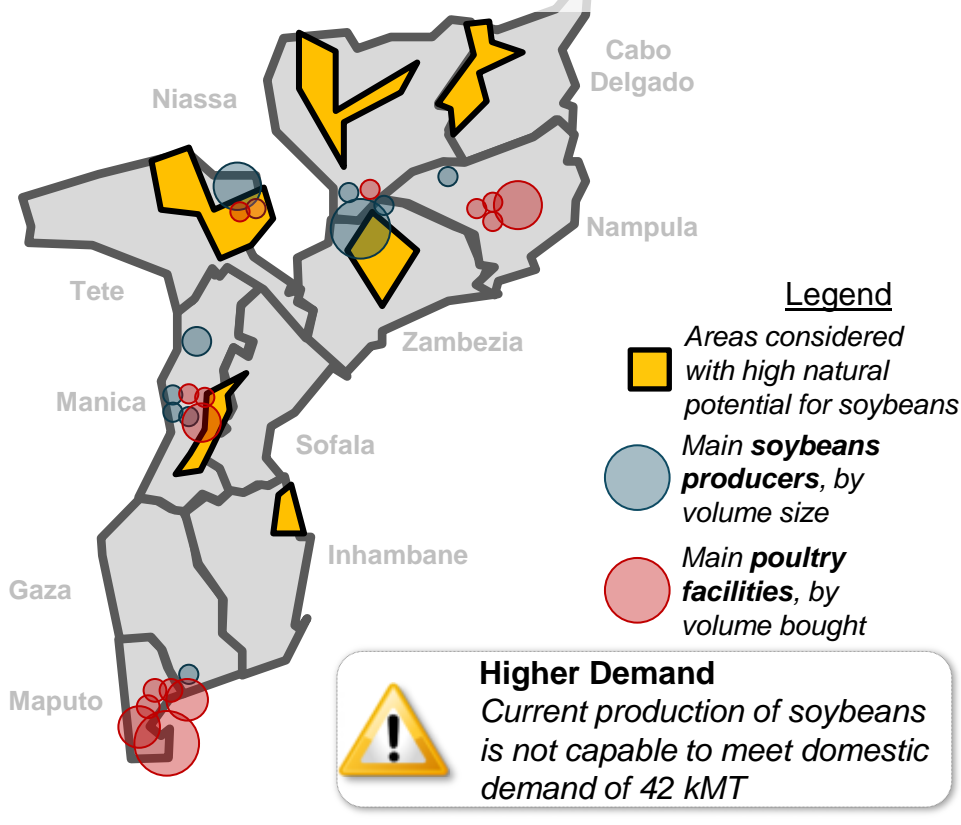 Cabo
Delgado
Niassa
Nampula
Tete
Zambezia
Manica
Sofala
Inhambane
Gaza
Maputo
Legend
Areas considered
with high natural
potential for soybeans
Main soybeans
producers, by
volume size
Main poultry
facilities, by
volume bought
Higher Demand
Current production of soybeans
is not capable to meet domestic
demand of 42 kMT